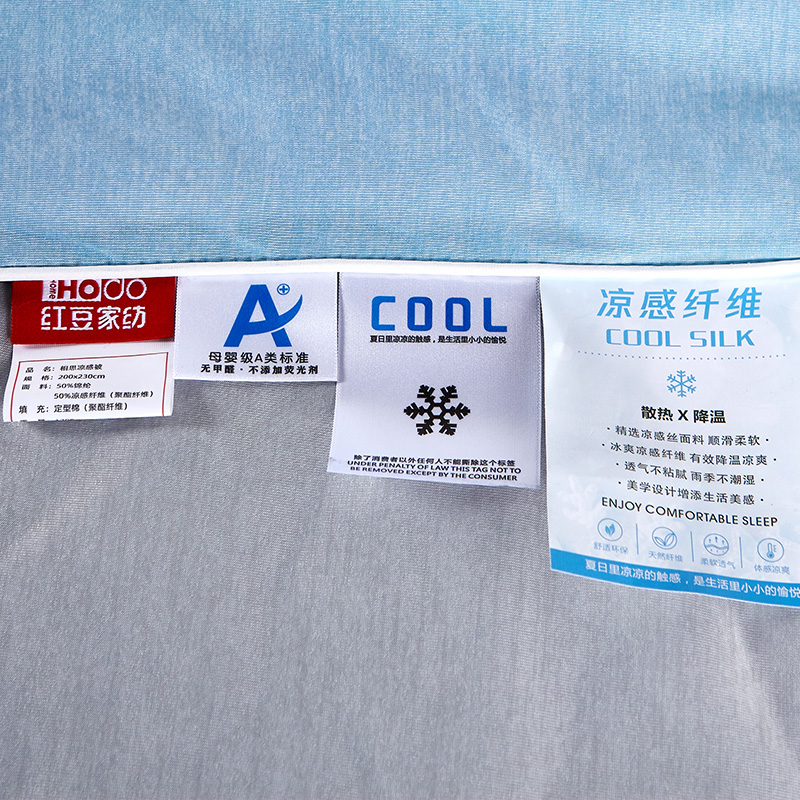 Home
HODO
红豆家纺
品 名：相思凉感被
规 格：200x230cm
面 料：50%锦纶
50%凉感纤维（聚酯纤维）
填 充：定型棉（聚酯纤维）
A+
母婴级A类标准
无甲醛·不添加荧光剂
COOL
夏日里凉凉的触感，是生活里小小的愉悦
除了消费者以外任何人不能撕除这个标签
UNDER PENALTY OF LAW THIS TAG NOT TO
BE REMOVED EXCEPT BY THE CONSUMER
凉感纤维
COOL SILK
散热 X 降温
· 精选凉感丝面料 顺滑柔软 ·
· 冰爽凉感纤维 有效降温凉爽 ·
· 透气不粘腻 雨季不潮湿 ·
· 美学设计增添生活美感 ·
ENJOY COMFORTABLE SLEEP
舒适环保
天然纤维
柔软透气
体感凉爽
夏日里凉凉的触感，是生活里小小的愉悦